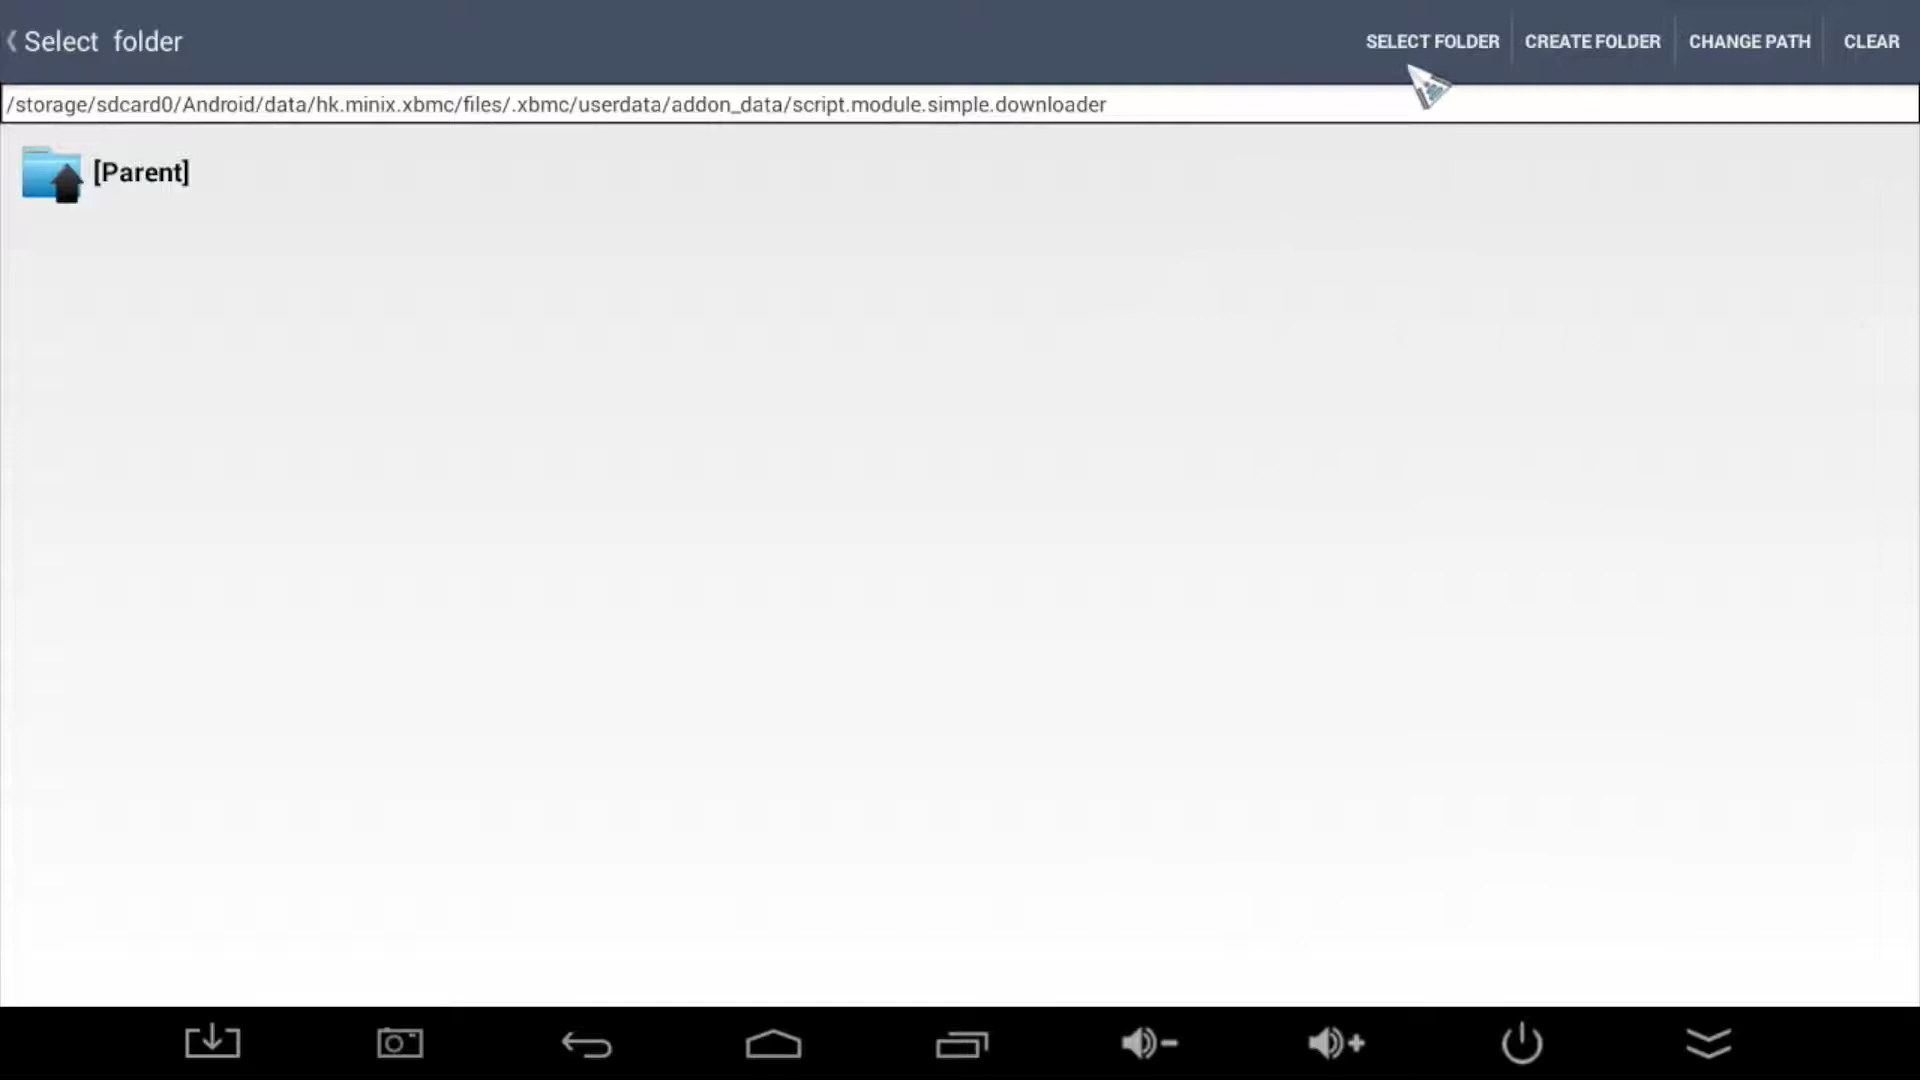 Select folder
SELECT FOLDER
CREATE FOLDER
CHANGE PATH
CLEAR
/storage/sdcard0/Android/data/hk.minix.xbmc/files/.xbmc/userdata/addon_data/script.module.simple.downloader
[Parent]